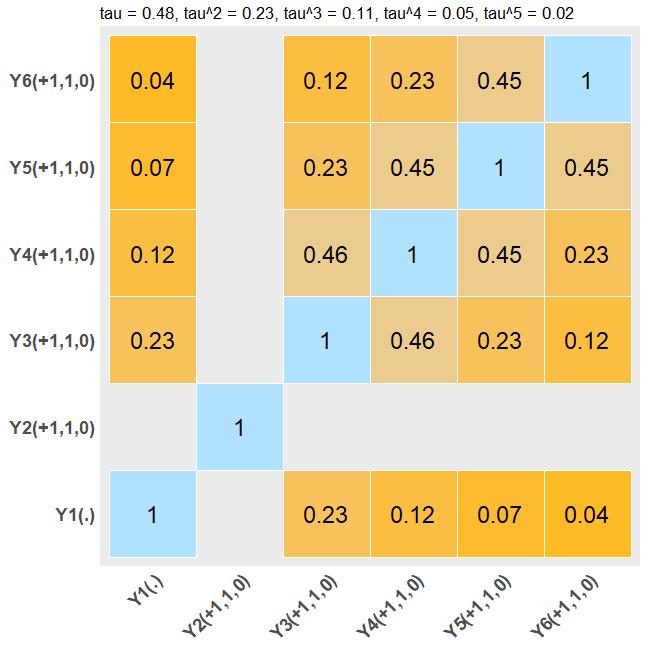 tau = 0.48, tau^2 = 0.23, tau^3 = 0.11, tau^4 = 0.05, tau^5 = 0.02
Y6(+1,1,0) 0.04 0.12 0.23 0.45 1
Y5(+1,1,0) 0.07 0.23 0.45 1 0.45
Y4(+1,1,0) 0.12 0.46 1 0.45 0.23
Y3(+1,1,0) 0.23 1 0.46 0.23 0.12
Y2(+1,1,0) 1
Y1(.) 1 0.23 0.12 0.07 0.04
Y1(.) Y2(+1,1,0) Y3(+1,1,0) Y4(+1,1,0) Y5(+1,1,0) Y6(+1,1,0)